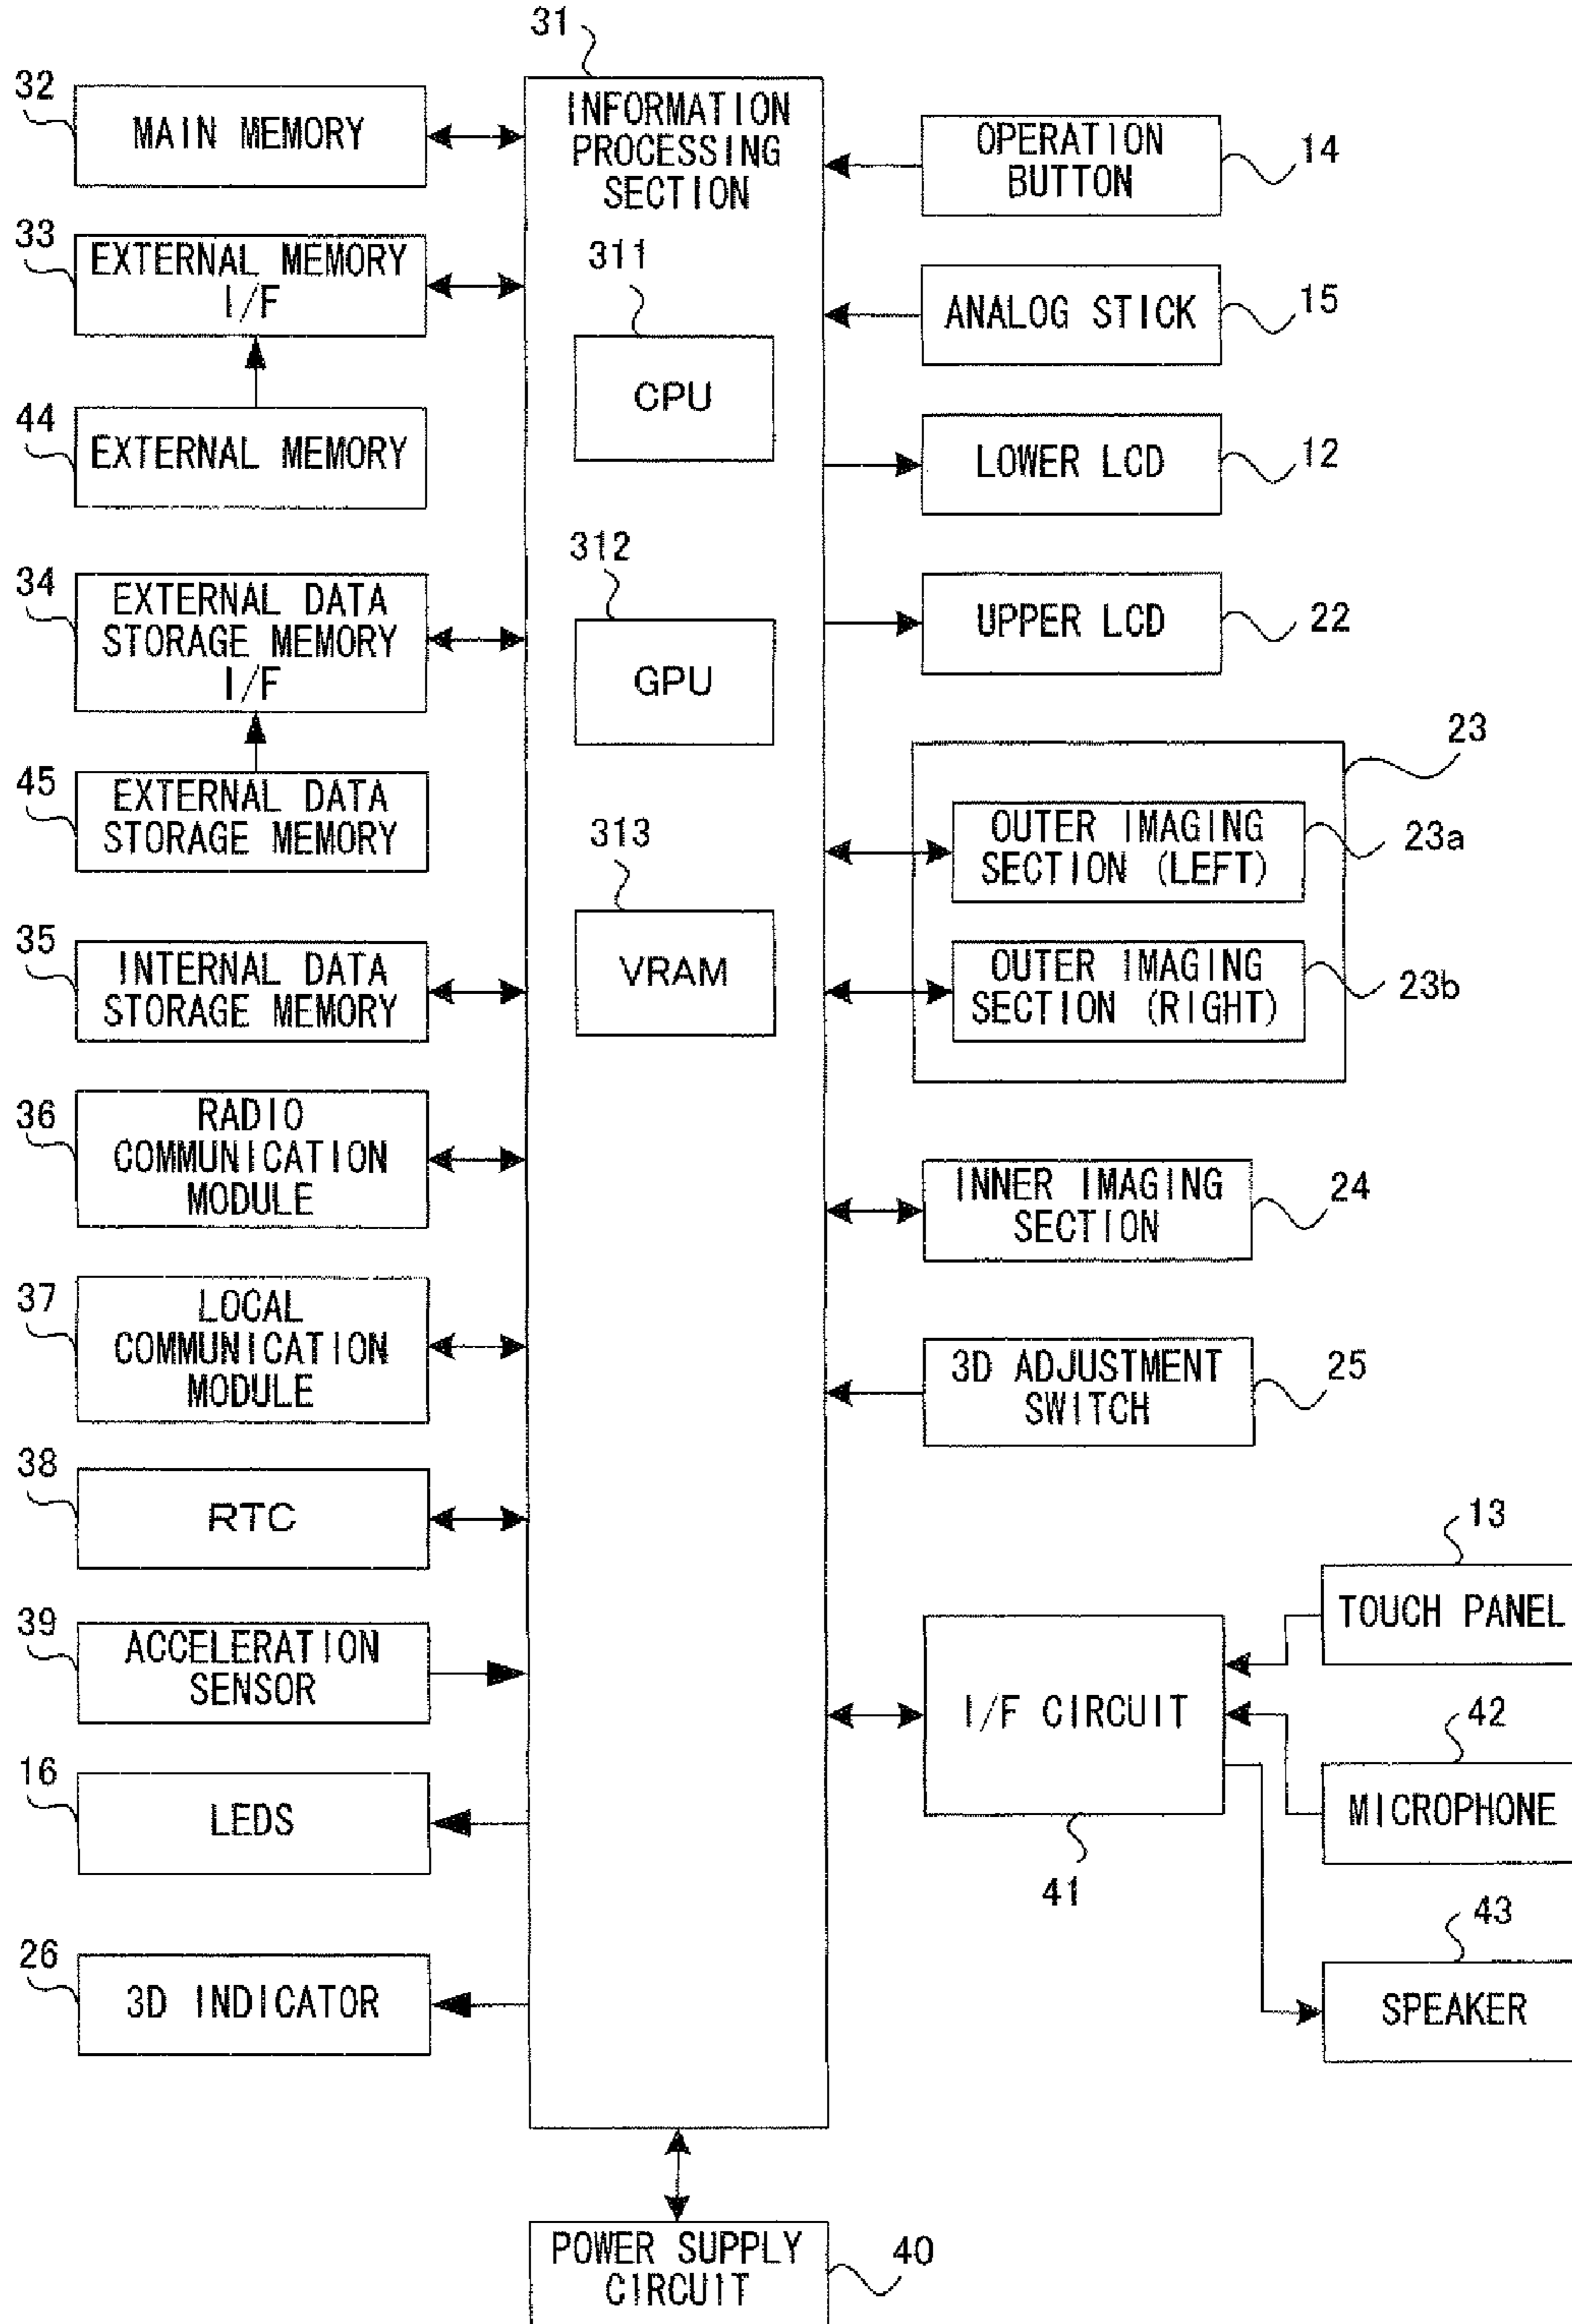 31
32
MAIN MEMORY
33
EXTERNAL MEMORY
I/F
44
EXTERNAL MEMORY
34
EXTERNAL DATA
STORAGE MEMORY
I/F
45
EXTERNAL DATA
STORAGE MEMORY
35
INTERNAL DATA
STORAGE MEMORY
36
RADIO
COMMUNICATION
MODULE
37
LOCAL
COMMUNICATION
MODULE
38
RTC
39
ACCELERATION
SENSOR
16
LEDS
26
3D INDICATOR
INFORMATION
PROCESSING
SECTION
311
CPU
312
GPU
313
VRAM
OPERATION
BUTTON
14
ANALOG STICK
15
LOWER LCD
12
UPPER LCD
22
23
OUTER IMAGING
SECTION (LEFT)
23a
OUTER IMAGING
SECTION (RIGHT)
23b
INNER IMAGING
SECTION
24
3D ADJUSTMENT
SWITCH
25
13
TOUCH PANEL
I/F CIRCUIT
41
42
MICROPHONE
43
SPEAKER
POWER SUPPLY
CIRCUIT
40